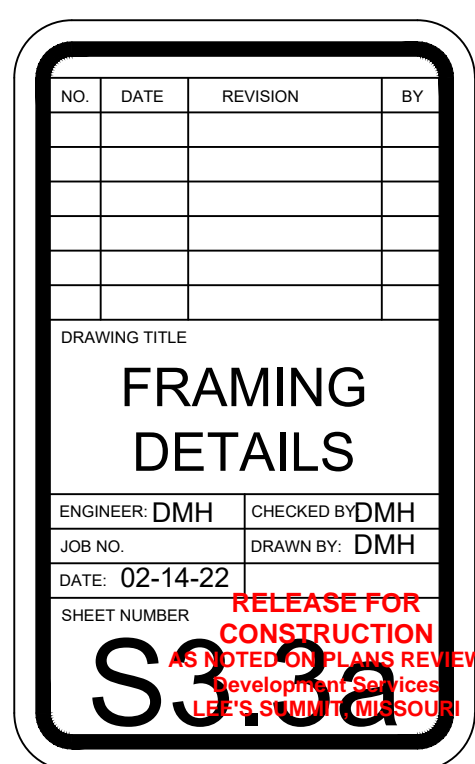 NO. DATE REVISION BY
DRAWING TITLE
FRAMING
DETAILS
ENGINEER: DMH CHECKED BY: DMH
JOB NO. DRAWN BY: DMH
DATE: 02-14-22
SHEET NUMBER
S3.3a
RELEASE FOR
CONSTRUCTION
AS NOTED ON PLANS REVIEW
Development Services
LEE'S SUMMIT, MISSOURI